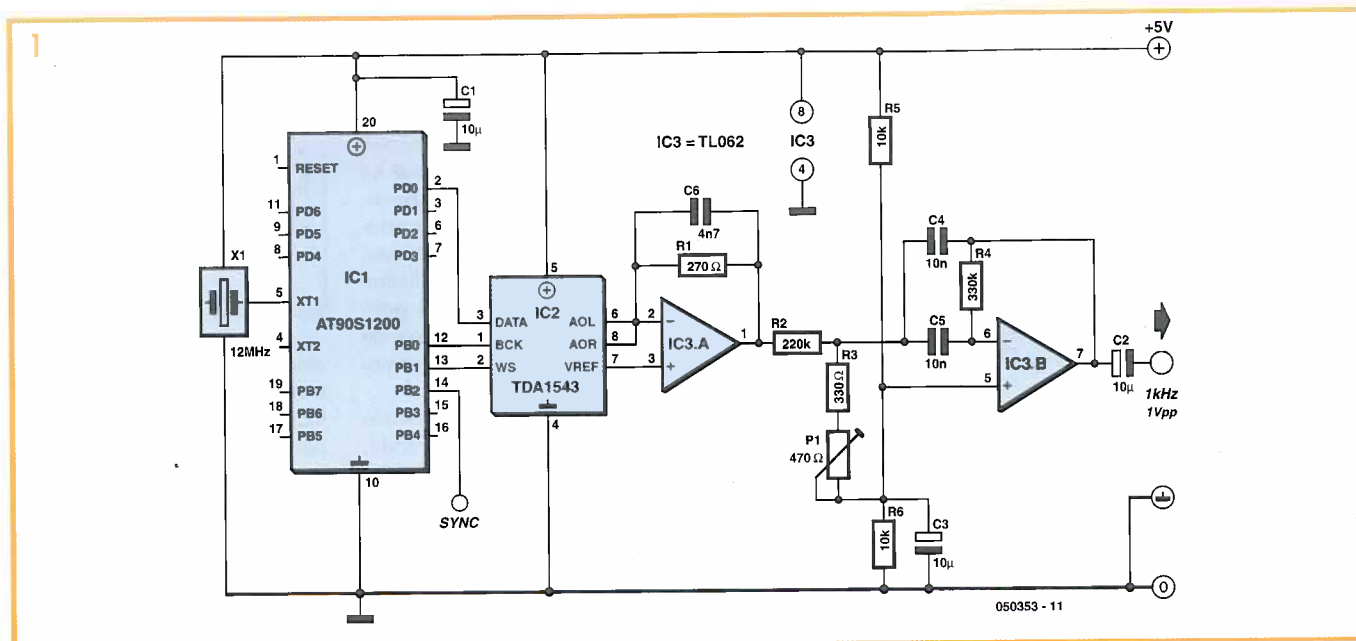 1
+5V
C1
10µ
20
8
IC3
4
R5
10k
IC3 = TL062
1
RESET
PD0
2
PD1
3
PD2
6
PD3
7
11
PD6
9
PD5
8
PD4
X1
12MHz
IC1
AT90S1200
5
XT1
4
XT2
PB0
12
PB1
13
PB2
14
PB3
15
PB4
16
19
PB7
18
PB6
17
PB5
10
SYNC
5
IC2
3
DATA
1
BCK
2
WS
AOL
6
AOR
8
VREF
7
TDA1543
4
C6
4n7
R1
270 Ω
2
3
IC3.A
1
R2
220k
R3
330Ω
P1
470 Ω
C4
10n
R4
330k
C5
10n
6
5
IC3.B
7
C2
10µ
1kHz
1Vpp
R6
10k
C3
10µ
0
050353 - 11